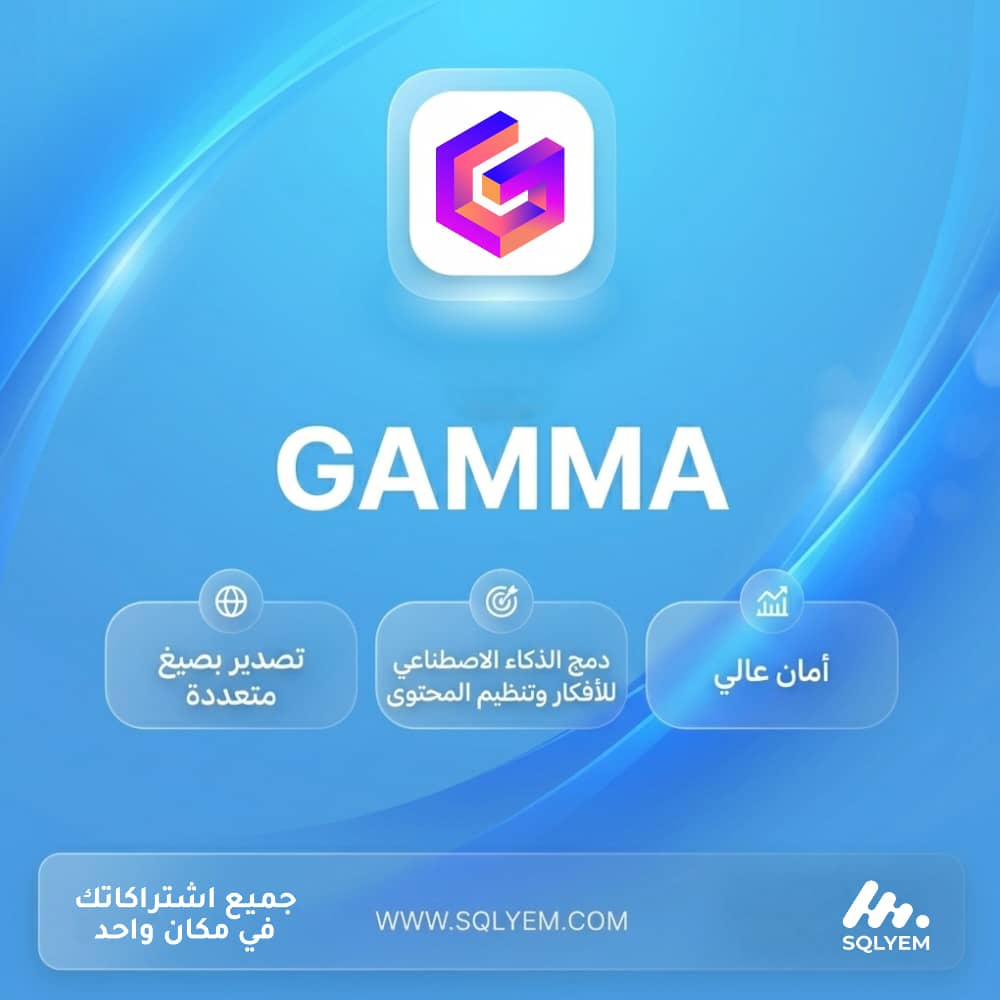 GAMMA
أمان عالي
دمج الذكاء الاصطناعي
للأفكار وتنظيم المحتوى
تصدير بصيغ
متعددة
جميع اشتراكاتك
في مكان واحد
WWW.SQLYEM.COM
SQLYEM